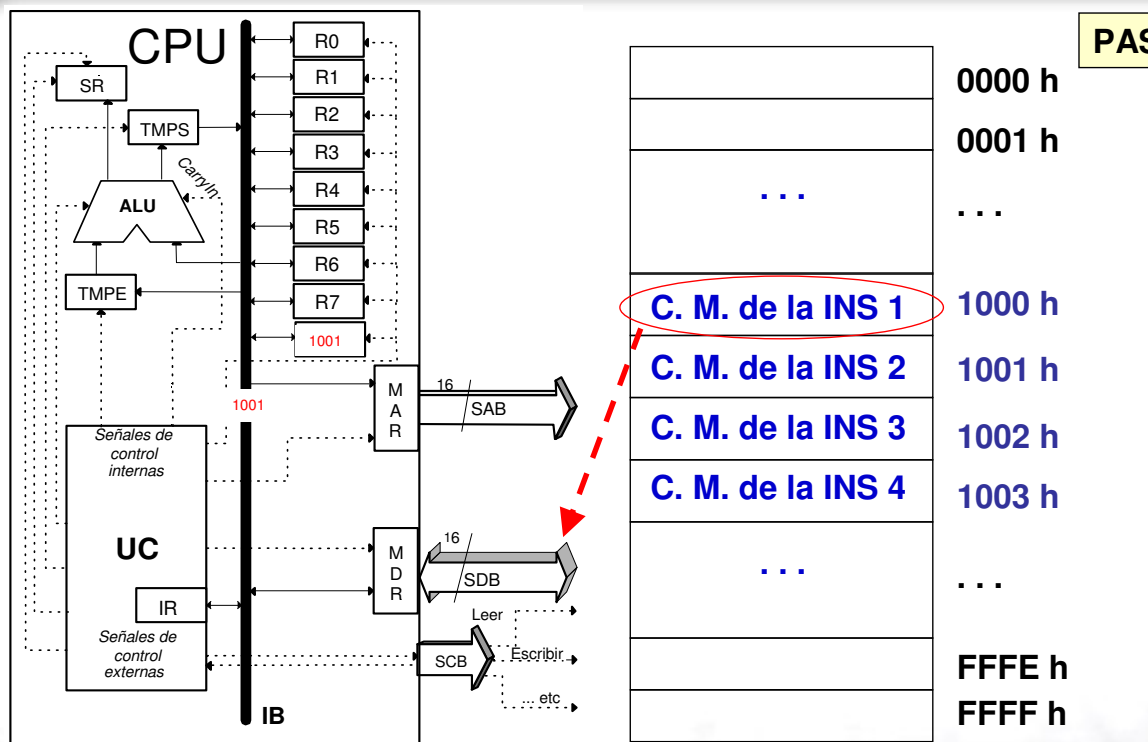 CPU
SR
TMPS
CarryIn
ALU
TMPE
R0
R1
R2
R3
R4
R5
R6
R7
1001
1001
Señales de
control
internas
UC
IR
Señales de
control
externas
IB
M
A
R
16
SAB
M
D
R
16
SDB
Leer
SCB
Escribir
... etc
PAS
0000 h
0001 h
. . .
. . .
C. M. de la INS 1
1000 h
C. M. de la INS 2
1001 h
C. M. de la INS 3
1002 h
C. M. de la INS 4
1003 h
. . .
. . .
FFFE h
FFFF h